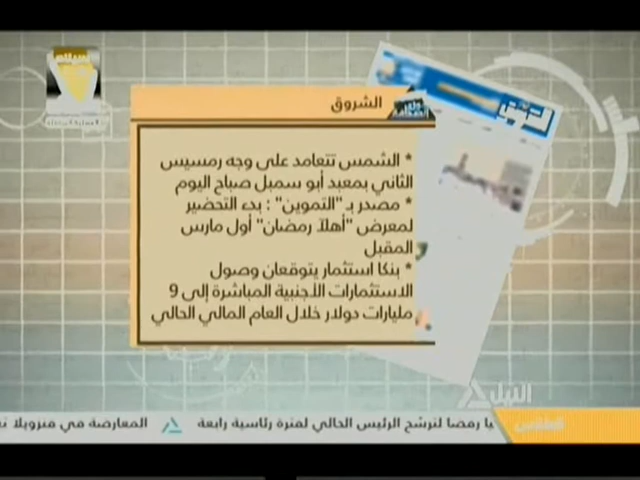 الشروق
* الشمس تتعامد على وجه رمسيس
الثاني بمعبد أبو سمبل صباح اليوم
* مصدر بـ "التموين" : بدء التحضير
لمعرض "أهلاً رمضان" أول مارس
المقبل
* بنكا استثمار يتوقعان وصول
الاستثمارات الأجنبية المباشرة إلى 9
مليارات دولار خلال العام المالي الحالي
النيل
رفضا لترشح الرئيس الحالي لفترة رئاسية رابعة
المعارضة في فنزويلا